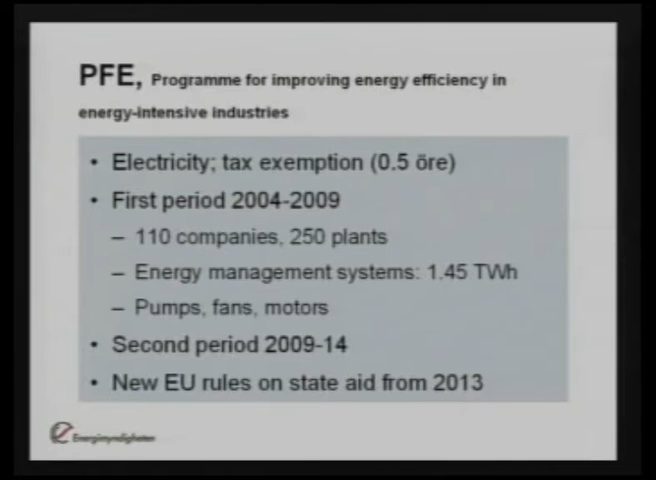 PFE, Programme for improving energy efficiency in
energy-intensive industries
• Electricity; tax exemption (0.5 öre)
• First period 2004-2009
– 110 companies, 250 plants
– Energy management systems: 1.45 TWh
– Pumps, fans, motors
• Second period 2009-14
• New EU rules on state aid from 2013
Energimyndigheten